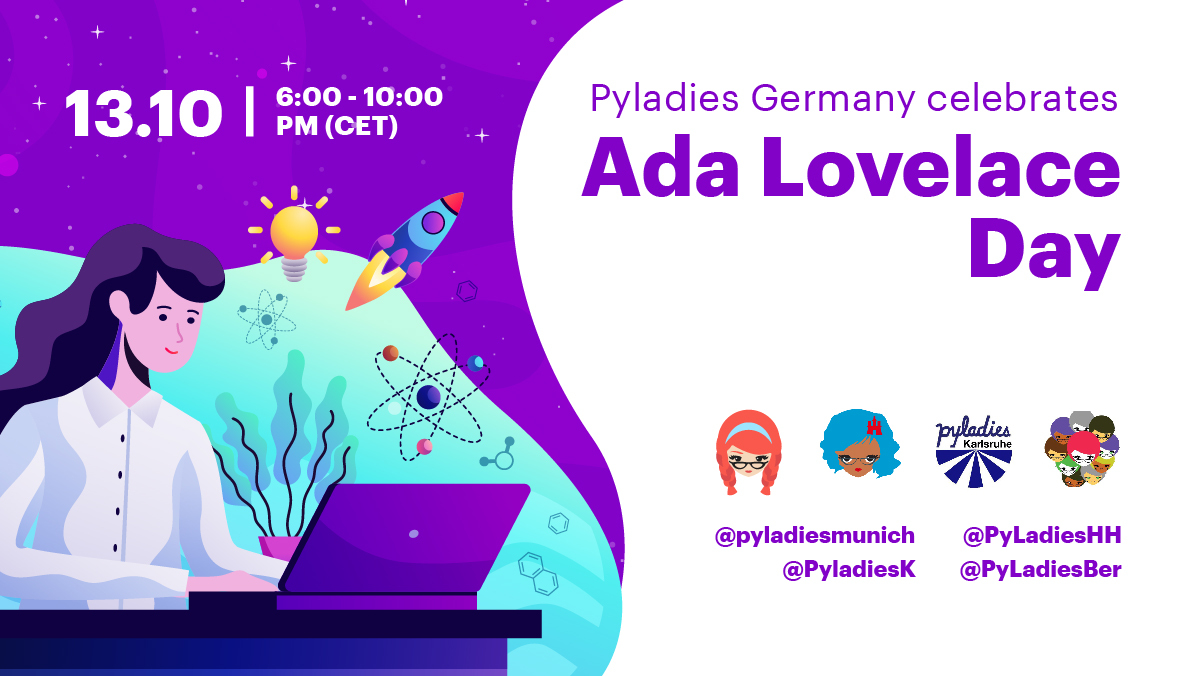 13.10
6:00 - 10:00
PM (CET)
Pyladies Germany celebrates
Ada Lovelace
Day
pyladies
Karlsruhe
@pyladiesmunich
@PyLadiesHH
@PyladiesK
@PyLadiesBer